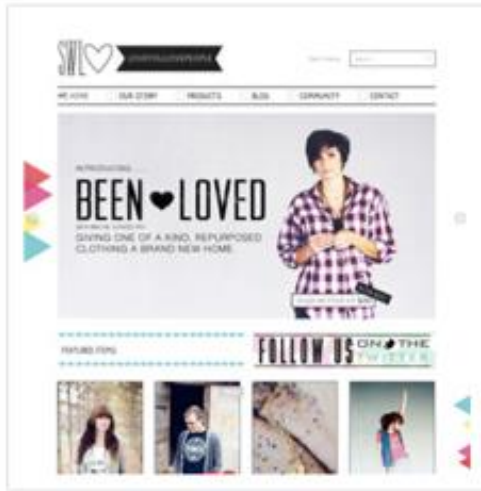 SWL
HOME OUR STORY PRODUCTS BLOG COMMUNITY CONTACT
INTRODUCING
BEEN LOVED
GIVING ONE OF A KIND, REPURPOSED
CLOTHING A BRAND NEW HOME.
FEATURED ITEMS
FOLLOW US ON THE
TWITTER